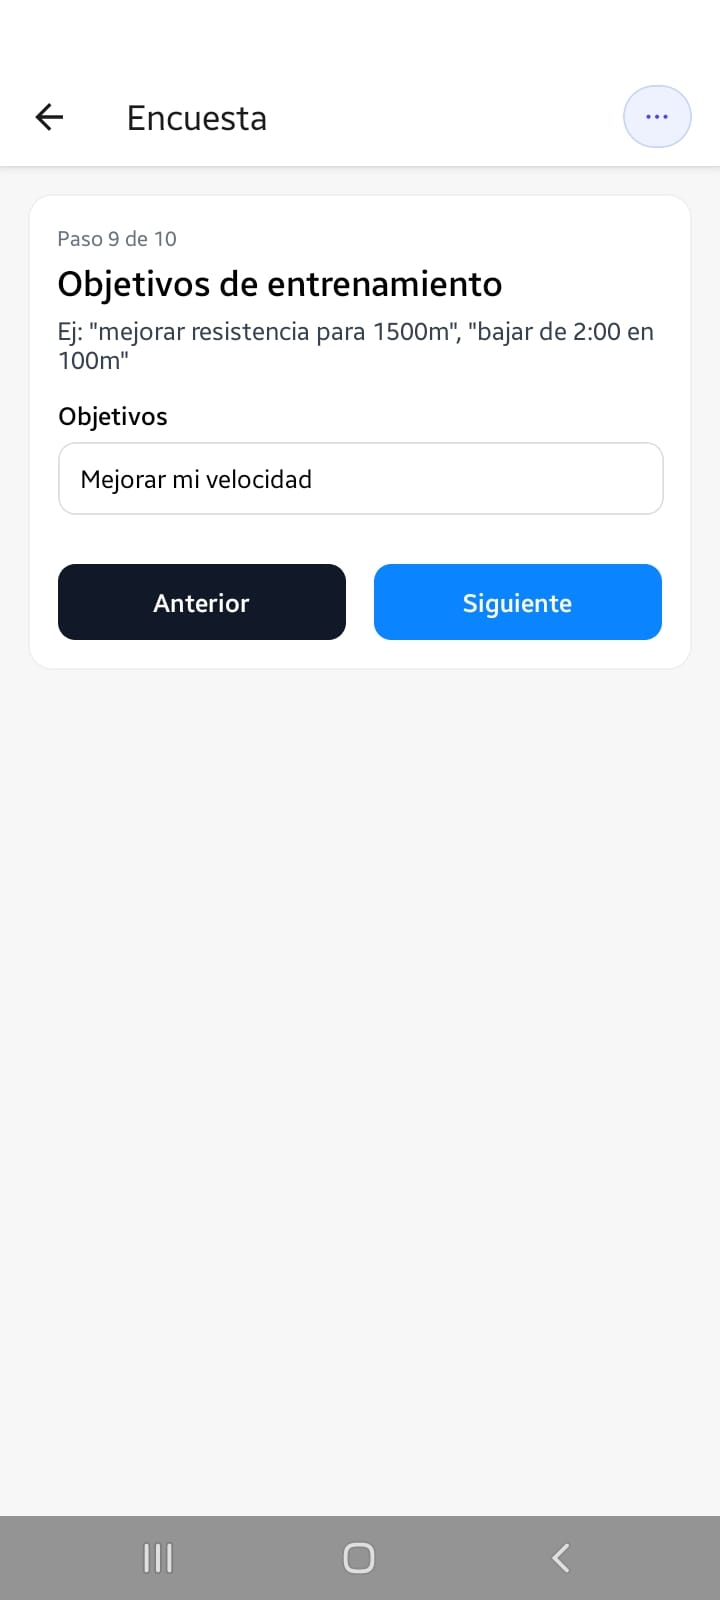 Encuesta
...
Paso 9 de 10
Objetivos de entrenamiento
Ej: "mejorar resistencia para 1500m", "bajar de 2:00 en
100m"
Objetivos
Mejorar mi velocidad
Anterior
Siguiente